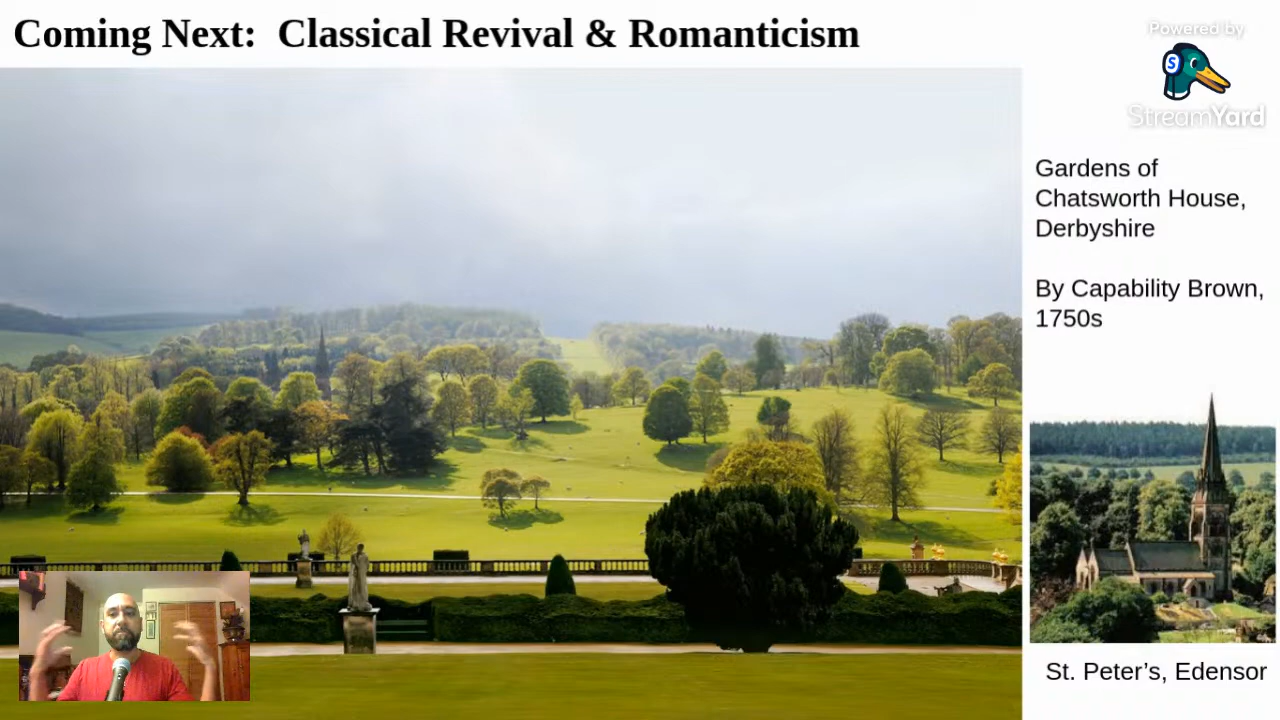 Coming Next:  Classical Revival & Romanticism
Powered by
S
StreamYard
Gardens of
Chatsworth House,
Derbyshire
By Capability Brown,
1750s
St. Peter's, Edensor